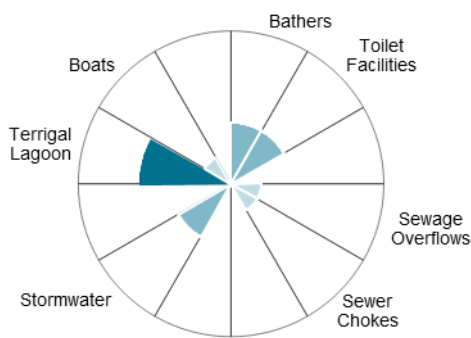 Bathers
Toilet
Facilities
Boats
Terrigal
Lagoon
Sewage
Overflows
Stormwater
Sewer
Chokes